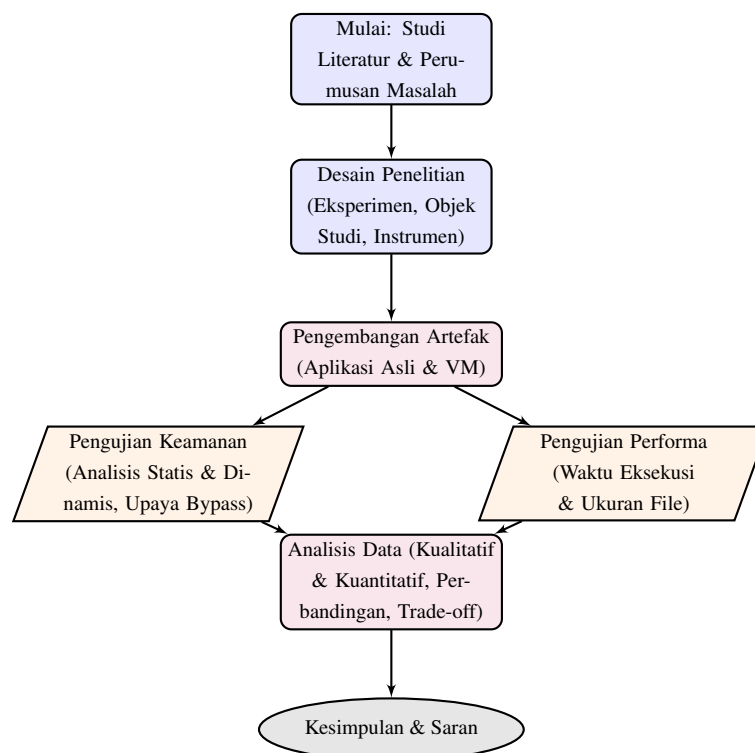 Mulai: Studi
Literatur & Peru-
musan Masalah
Desain Penelitian
(Eksperimen, Objek
Studi, Instrumen)
Pengembangan Artefak
(Aplikasi Asli & VM)
Pengujian Keamanan
(Analisis Statis & Di-
namis, Upaya Bypass)
Pengujian Performa
(Waktu Eksekusi
& Ukuran File)
Analisis Data (Kualitatif
& Kuantitatif, Per-
bandingan, Trade-off)
Kesimpulan & Saran